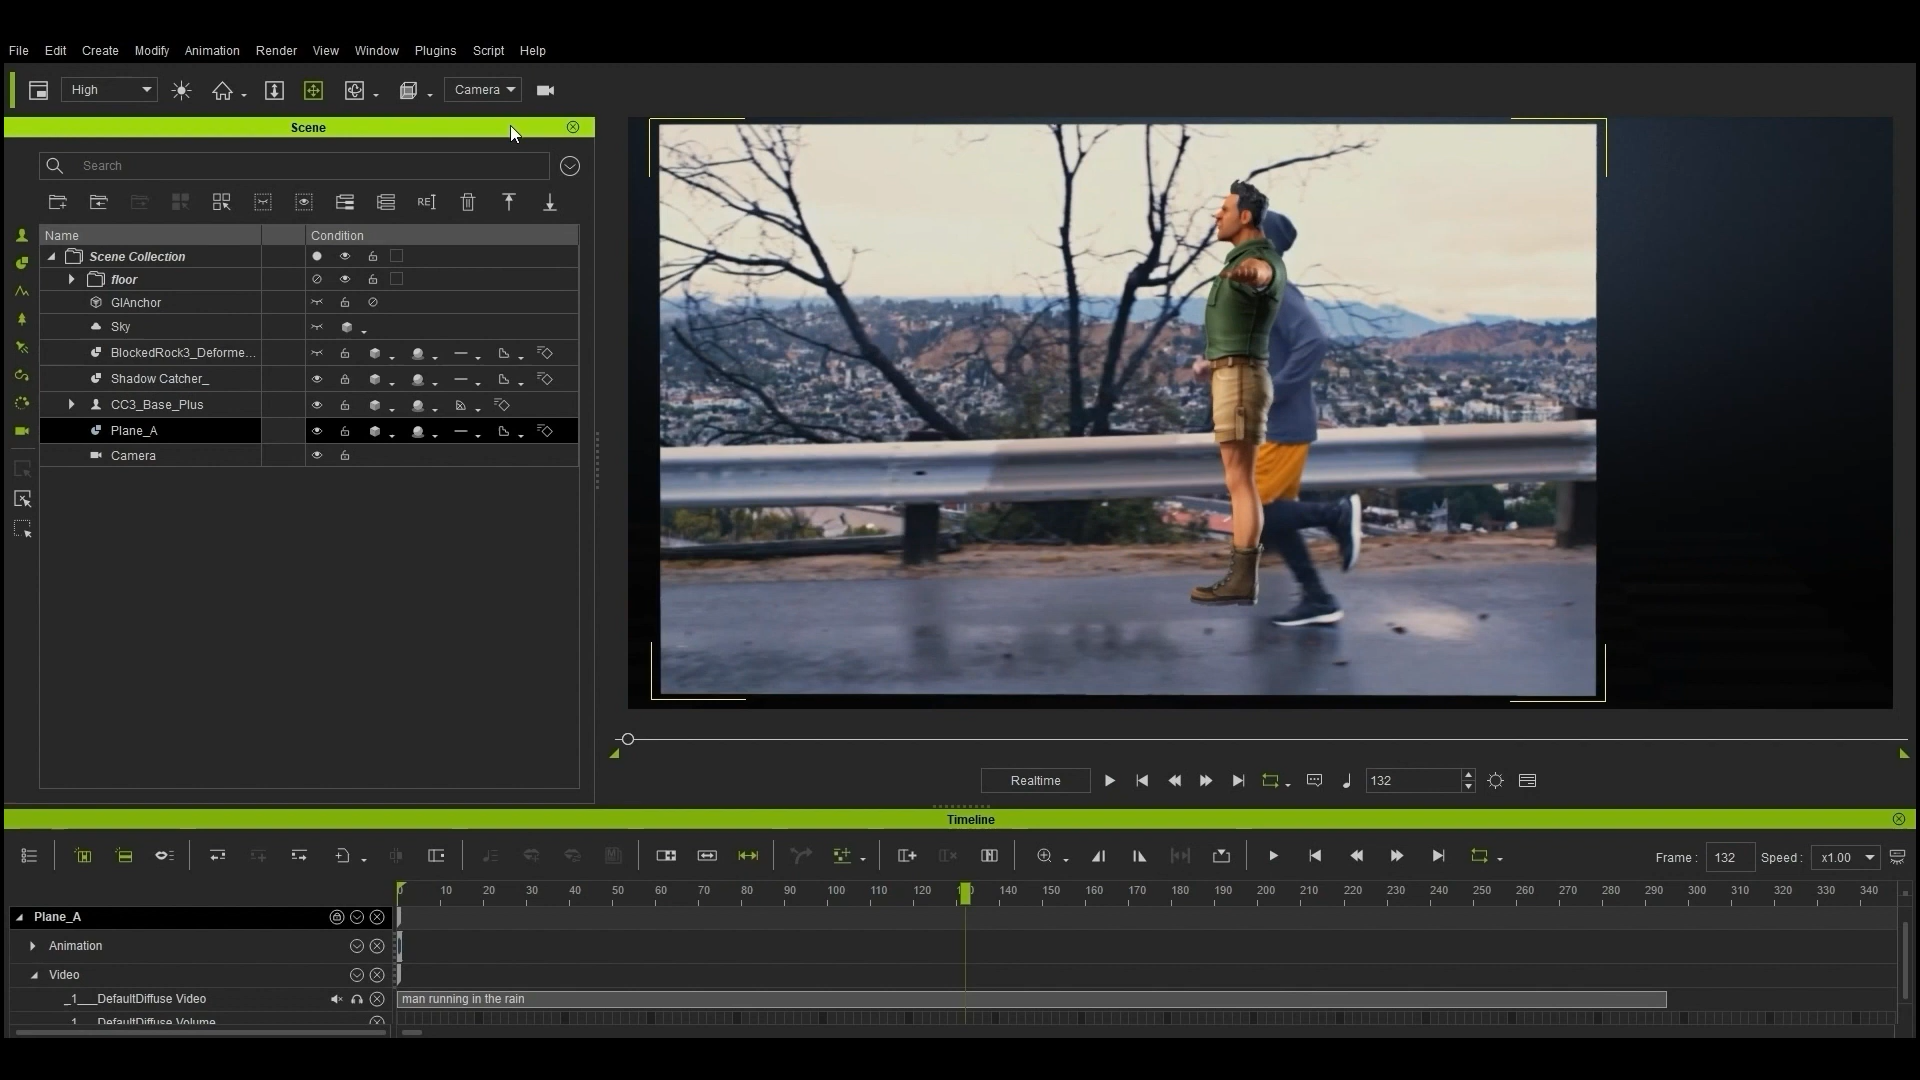 File Edit Create Modify Animation Render View Window Plugins Script Help
High Camera
Scene
Search
Name Condition
Scene Collection
floor
GIAnchor
Sky
BlockedRock3_Deforme...
Shadow Catcher_
CC3_Base_Plus
Plane_A
Camera
Realtime 132
Timeline
Frame : 132 Speed : x1.00
0 10 20 30 40 50 60 70 80 90 100 110 120 140 150 160 170 180 190 200 210 220 230 240 250 260 270 280 290 300 310 320 330 340
Plane_A
Animation
Video
_1___DefaultDiffuse Video man running in the rain
_1___DefaultDiffuse Volume